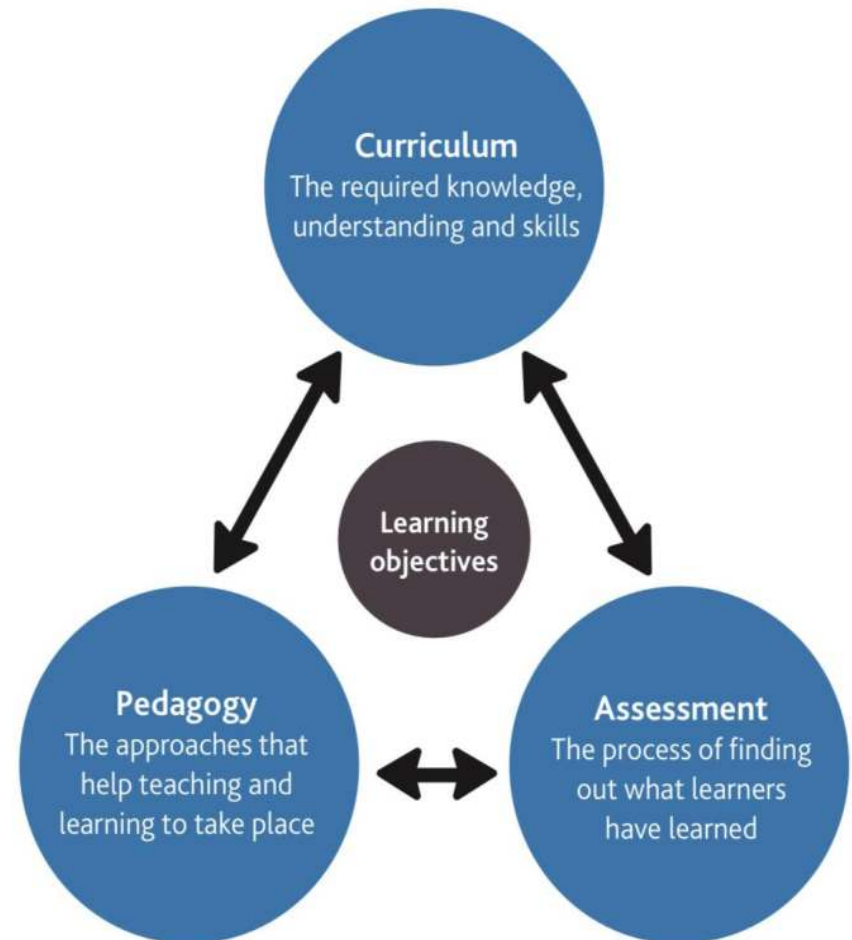 Curriculum
The required knowledge,
understanding and skills
Learning
objectives
Pedagogy
The approaches that
help teaching and
learning to take place
Assessment
The process of finding
out what learners
have learned